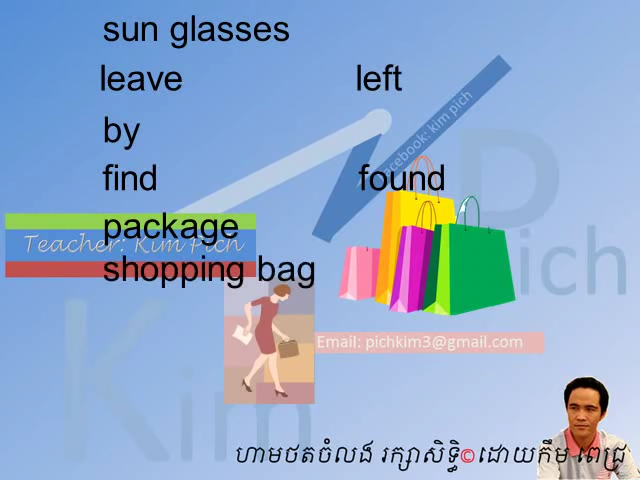 sun glasses
leave left
by
find found
package
Teacher: Kim Pich
shopping bag
facebook: kim pich
Kim
Pich
Email: pichkim3@gmail.com
ហាមថតចំលង រក្សាសិទ្ធិ©ដោយកឹម ពេជ្រ